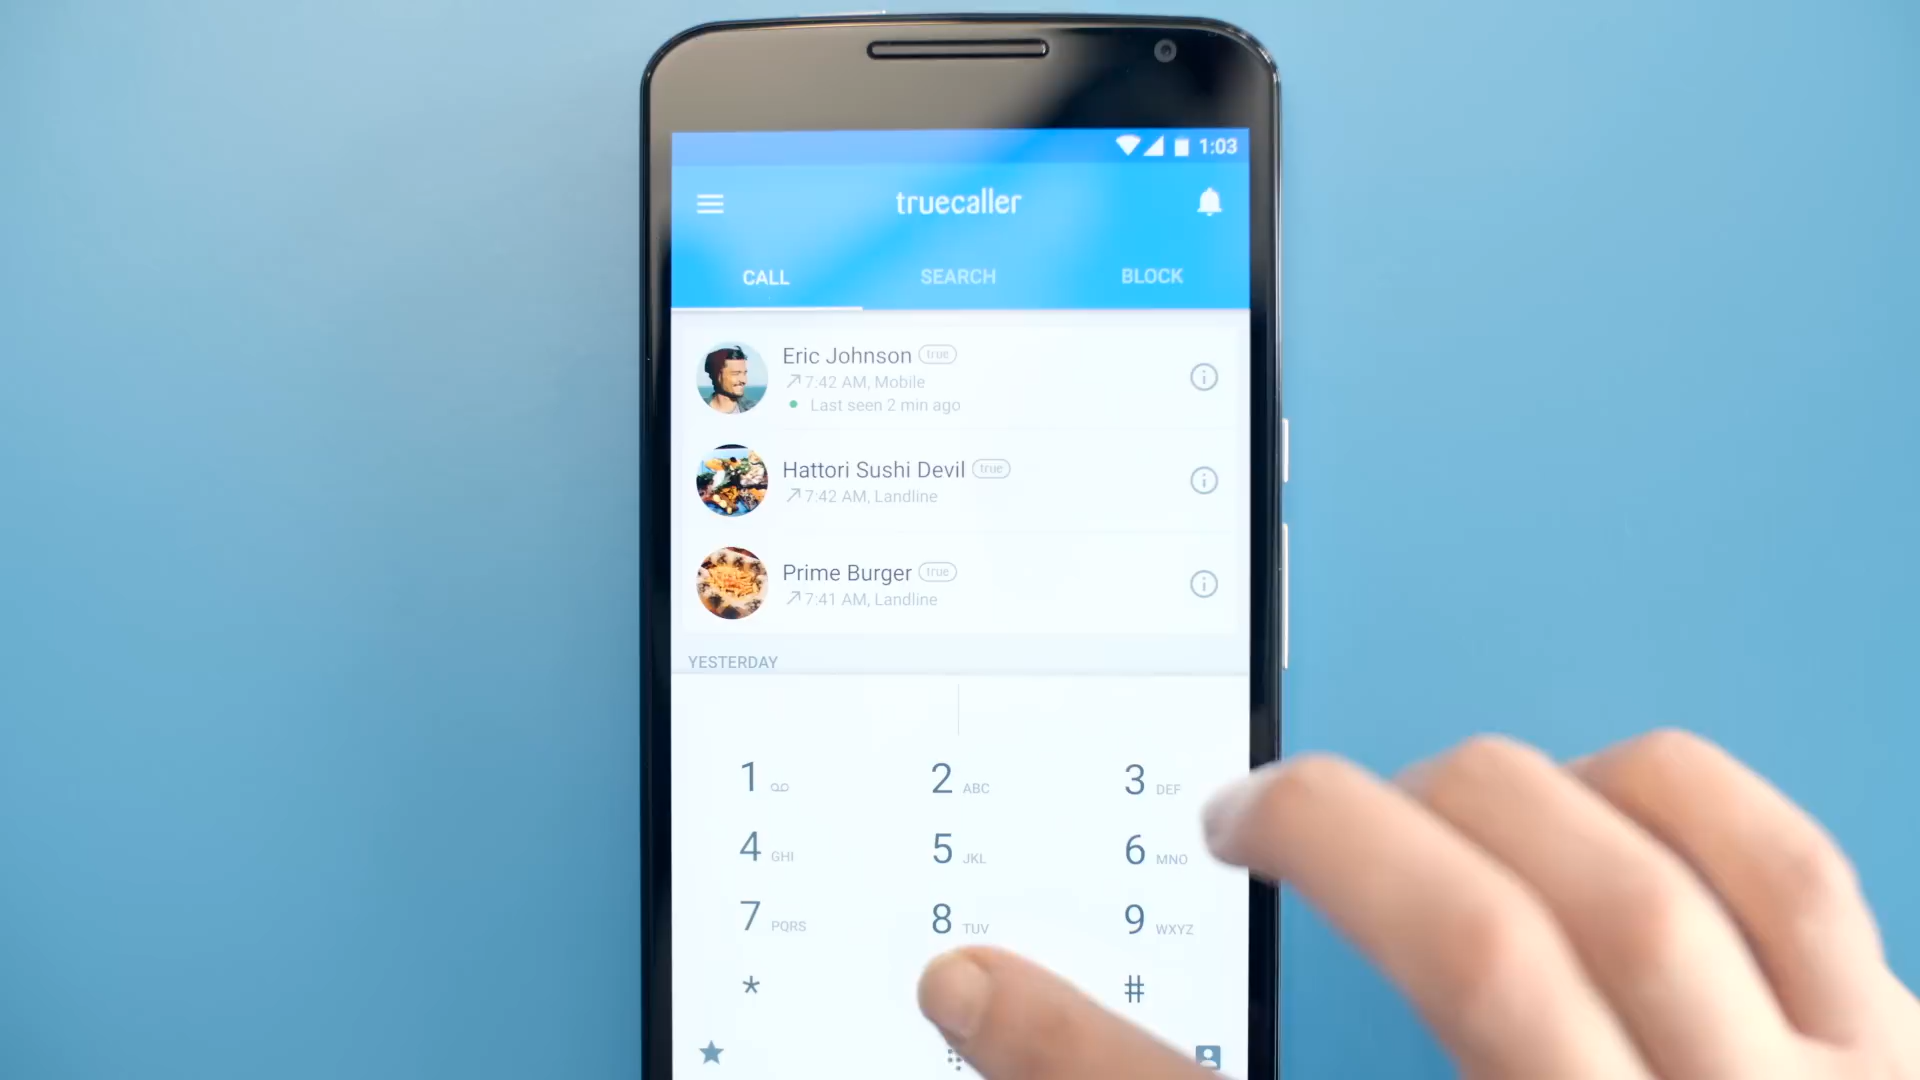 1:03
truecaller
CALL SEARCH BLOCK
Eric Johnson true
7:42 AM, Mobile
Last seen 2 min ago
Hattori Sushi Devil true
7:42 AM, Landline
Prime Burger true
7:41 AM, Landline
YESTERDAY
1 2 ABC 3 DEF
4 GHI 5 JKL 6 MNO
7 PQRS 8 TUV 9 WXYZ
* #